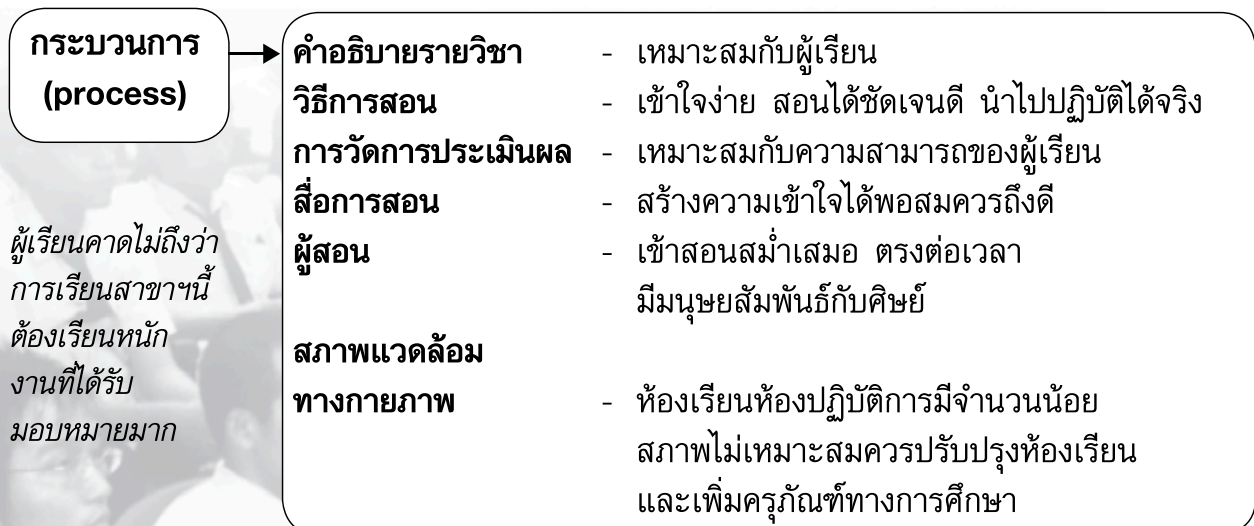 กระบวนการ
(process)
คำอธิบายรายวิชา - เหมาะสมกับผู้เรียน
วิธีการสอน - เข้าใจง่าย สอนได้ชัดเจนดี นำไปปฏิบัติได้จริง
การวัดการประเมินผล - เหมาะสมกับความสามารถของผู้เรียน
สื่อการสอน - สร้างความเข้าใจได้พอสมควรถึงดี
ผู้สอน - เข้าสอนสม่ำเสมอ ตรงต่อเวลา
มีมนุษยสัมพันธ์กับศิษย์
สภาพแวดล้อม
ทางกายภาพ - ห้องเรียนห้องปฏิบัติการมีจำนวนน้อย
สภาพไม่เหมาะสมควรปรับปรุงห้องเรียน
และเพิ่มครุภัณฑ์ทางการศึกษา
ผู้เรียนคาดไม่ถึงว่า
การเรียนสาขาฯนี้
ต้องเรียนหนัก
งานที่ได้รับ
มอบหมายมาก